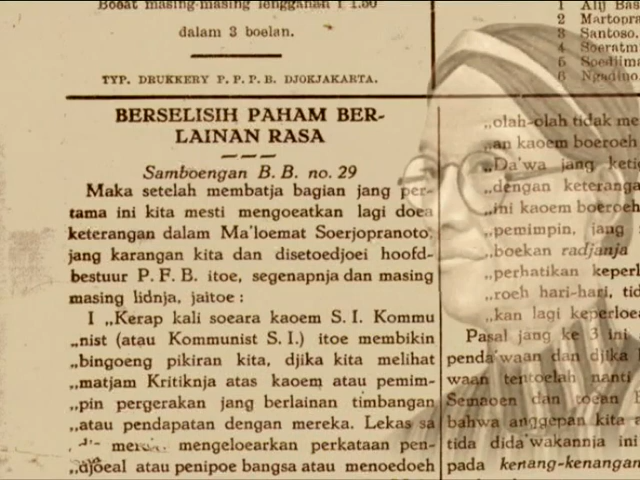 Bobat masing-masing lengganan f 1.50
dalam 3 boelan.
TYP. DRUKKERY P. P. P. B. DJOKJAKARTA.
BERSELISIH PAHAM BER-
LAINAN RASA
Samboengan B. B. no. 29
Maka setelah membatja bagian jang per-
tama ini kita mesti mengoeatkan lagi doea
keterangan dalam Ma'loemat Soerjopranoto,
jang karangan kita dan disetoedjoei hoofd-
bestuur P. F. B. itoe, segenapnja dan masing
masing lidnja, jaitoe :
I „Kerap kali soeara kaoem S. I. Kommu
„nist (atau Kommunist S. I.) itoe membikin
„bingoeng pikiran kita, djika kita melihat
„matjam Kritiknja atas kaoem atau pemim-
„pin pergerakan jang berlainan timbangan
„atau pendapatan dengan mereka. Lekas sa
mengeloearkan perkataan pen-
„djoeal atau penipoe bangsa atau menoedoeh
1 Alij Bas
2 Martopra
3 Santoso.
4 Soeratm
5 Soedjima
6 Ngadino
„olah-olah tidak me
„an kaoem boeroeh
„Da'wa jang ketig
„dengan keteranga
„ini kaoem boeroeh
„pemimpin, jang
„boekan radjanja
„perhatikan keperl
„roeh hari-hari, tid
„kan lagi keperloea
Pasal jang ke 3 ini
penda'waan dan djika
waan tentoelah nanti
Semaoen dan toean B
bahwa anggepan kita a
tida dida'wakannja ini
pada kenang-kenangan